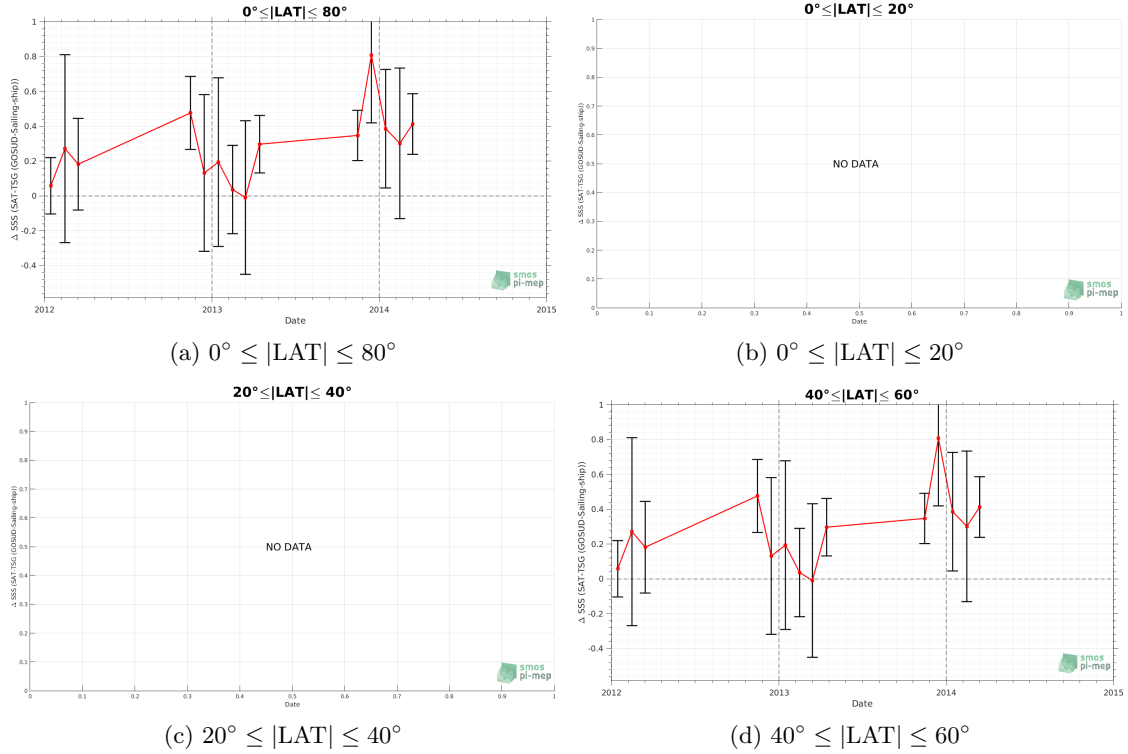 0°≤|LAT|≤ 80°
1
0.8
0.6
0.4
0.2
0
-0.2
-0.4
Δ SSS (SAT-TSG (GOSUD-Sailing-ship))
2012
2013
2014
2015
Date
smos
pi-mep
(a) 0° ≤ |LAT| ≤ 80°
0°≤|LAT|≤ 20°
1
0.9
0.8
0.7
0.6
0.5
0.4
0.3
0.2
0.1
0
Δ SSS (SAT-TSG (GOSUD-Sailing-ship))
NO DATA
0 0.1 0.2 0.3 0.4 0.5 0.6 0.7 0.8 0.9 1
Date
smos
pi-mep
(b) 0° ≤ |LAT| ≤ 20°
20°≤|LAT|≤ 40°
1
0.9
0.8
0.7
0.6
0.5
0.4
0.3
0.2
0.1
0
Δ SSS (SAT-TSG (GOSUD-Sailing-ship))
NO DATA
0 0.1 0.2 0.3 0.4 0.5 0.6 0.7 0.8 0.9 1
Date
smos
pi-mep
(c) 20° ≤ |LAT| ≤ 40°
40°≤|LAT|≤ 60°
1
0.8
0.6
0.4
0.2
0
-0.2
-0.4
Δ SSS (SAT-TSG (GOSUD-Sailing-ship))
2012
2013
2014
2015
Date
smos
pi-mep
(d) 40° ≤ |LAT| ≤ 60°